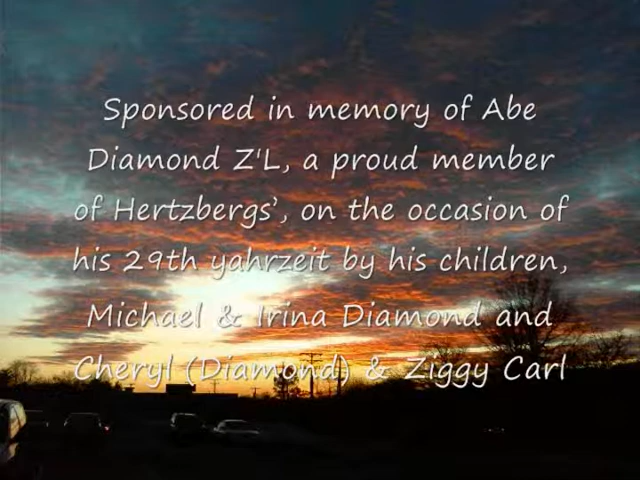 Sponsored in memory of Abe
Diamond Z'L, a proud member
of Hertzbergs’, on the occasion of
his 29th yahrzeit by his children,
Michael & Irina Diamond and
Cheryl (Diamond) & Ziggy Carl